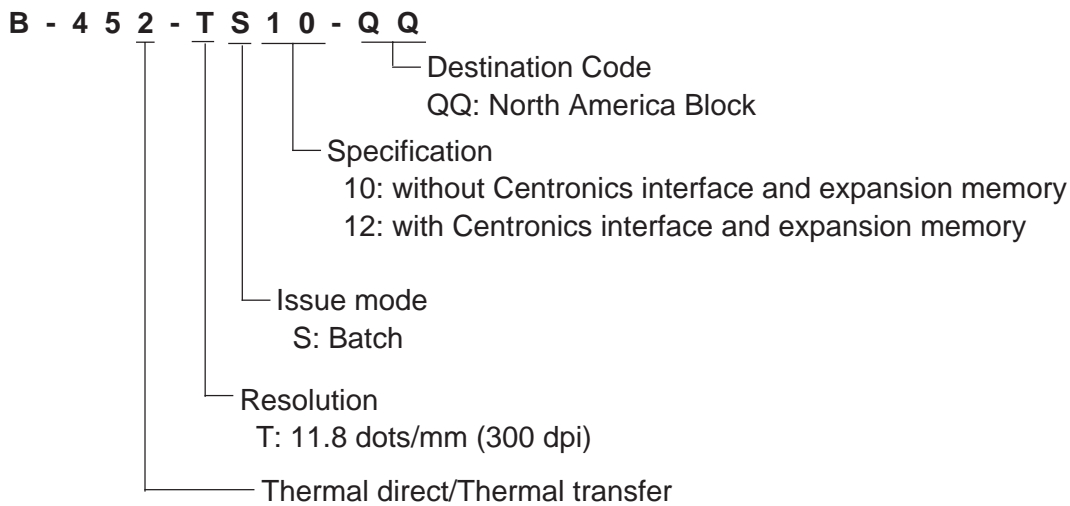 B - 4 5 2 - T S 1 0 - Q Q
Destination Code
QQ: North America Block
Specification
10: without Centronics interface and expansion memory
12: with Centronics interface and expansion memory
Issue mode
S: Batch
Resolution
T: 11.8 dots/mm (300 dpi)
Thermal direct/Thermal transfer